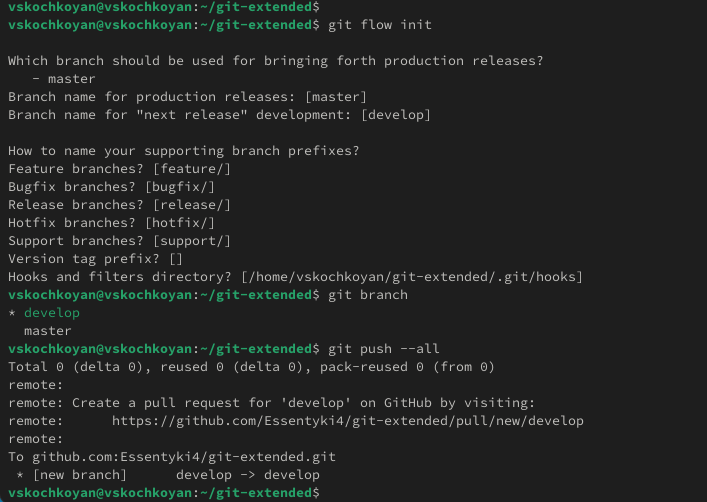 vskochkoyan@vskochkoyan:~/git-extended$
vskochkoyan@vskochkoyan:~/git-extended$ git flow init

Which branch should be used for bringing forth production releases?
   - master
Branch name for production releases: [master]
Branch name for "next release" development: [develop]

How to name your supporting branch prefixes?
Feature branches? [feature/]
Bugfix branches? [bugfix/]
Release branches? [release/]
Hotfix branches? [hotfix/]
Support branches? [support/]
Version tag prefix? []
Hooks and filters directory? [/home/vskochkoyan/git-extended/.git/hooks]
vskochkoyan@vskochkoyan:~/git-extended$ git branch
* develop
  master
vskochkoyan@vskochkoyan:~/git-extended$ git push --all
Total 0 (delta 0), reused 0 (delta 0), pack-reused 0 (from 0)
remote:
remote: Create a pull request for 'develop' on GitHub by visiting:
remote:      https://github.com/Essentyki4/git-extended/pull/new/develop
remote:
To github.com:Essentyki4/git-extended.git
 * [new branch]      develop -> develop
vskochkoyan@vskochkoyan:~/git-extended$